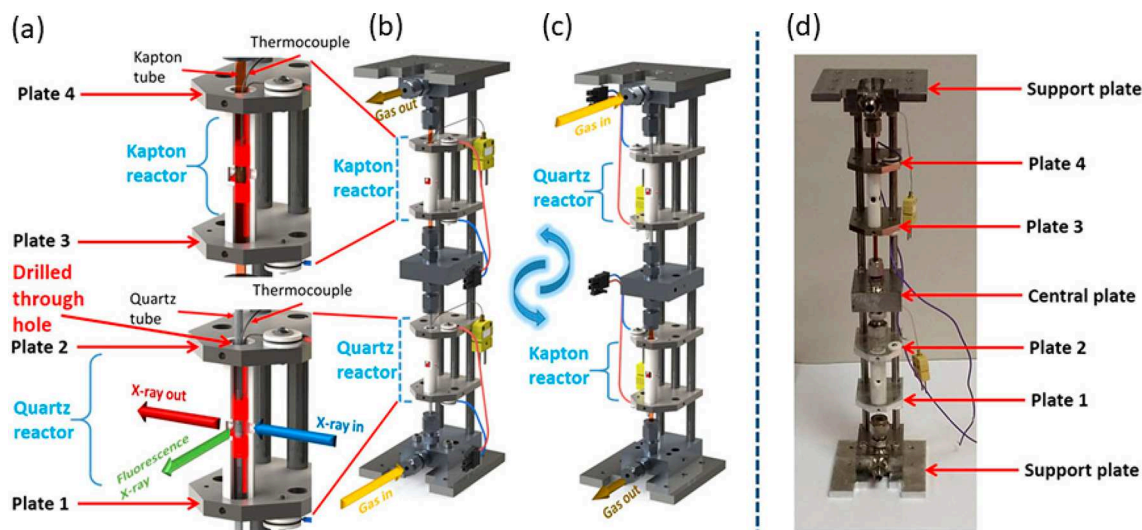 (a)
Kapton
tube
Thermocouple
Plate 4
Kapton
reactor
Plate 3
Drilled
through
hole
Quartz
tube
Thermocouple
Plate 2
Quartz
reactor
X-ray out
X-ray in
Fluorescence
X-ray
Plate 1
(b)
Gas out
Kapton
reactor
Quartz
reactor
Gas in
(c)
Gas in
Quartz
reactor
Kapton
reactor
Gas out
(d)
Support plate
Plate 4
Plate 3
Central plate
Plate 2
Plate 1
Support plate